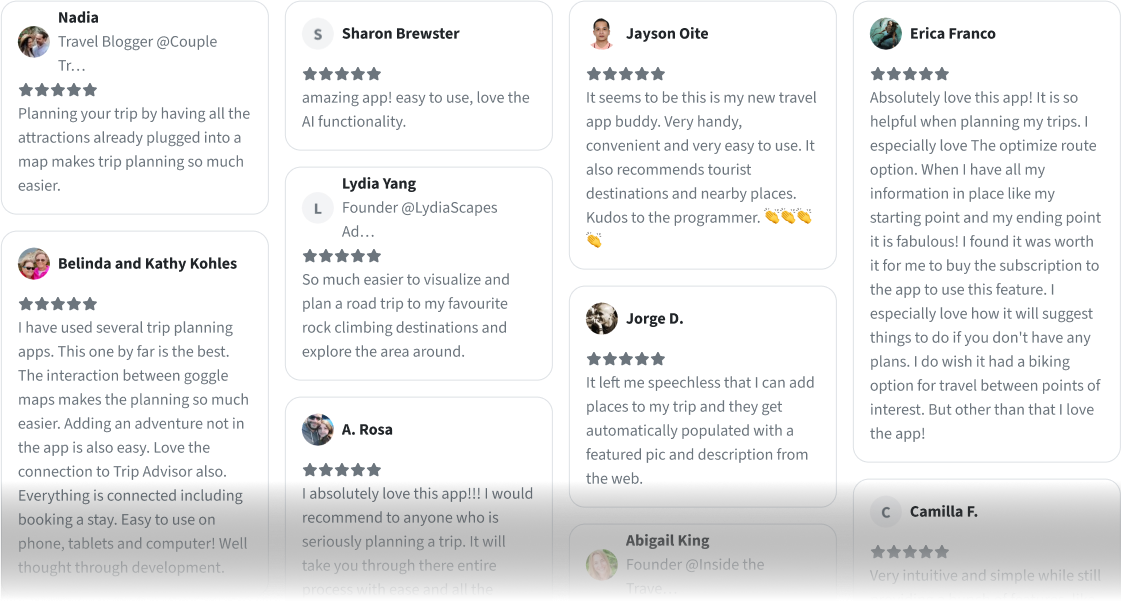 Nadia
Travel Blogger @Couple
Tr…
Planning your trip by having all the
attractions already plugged into a
map makes trip planning so much
easier.
Belinda and Kathy Kohles
I have used several trip planning
apps. This one by far is the best.
The interaction between goggle
maps makes the planning so much
easier. Adding an adventure not in
the app is also easy. Love the
connection to Trip Advisor also.
Everything is connected including
booking a stay. Easy to use on
phone, tablets and computer! Well
thought through development.
S
Sharon Brewster
amazing app! easy to use, love the
AI functionality.
Lydia Yang
L
Founder @LydiaScapes
Ad…
So much easier to visualize and
plan a road trip to my favourite
rock climbing destinations and
explore the area around.
A. Rosa
I absolutely love this app!!! I would
recommend to anyone who is
seriously planning a trip. It will
take you through there entire
process with ease and all the
Jayson Oite
It seems to be this is my new travel
app buddy. Very handy,
convenient and very easy to use. It
also recommends tourist
destinations and nearby places.
Kudos to the programmer. 👏👏👏
👏
Jorge D.
It left me speechless that I can add
places to my trip and they get
automatically populated with a
featured pic and description from
the web.
Abigail King
Founder @Inside the
Trave…
Erica Franco
Absolutely love this app! It is so
helpful when planning my trips. I
especially love The optimize route
option. When I have all my
information in place like my
starting point and my ending point
it is fabulous! I found it was worth
it for me to buy the subscription to
the app to use this feature. I
especially love how it will suggest
things to do if you don't have any
plans. I do wish it had a biking
option for travel between points of
interest. But other than that I love
the app!
C
Camilla F.
Very intuitive and simple while still